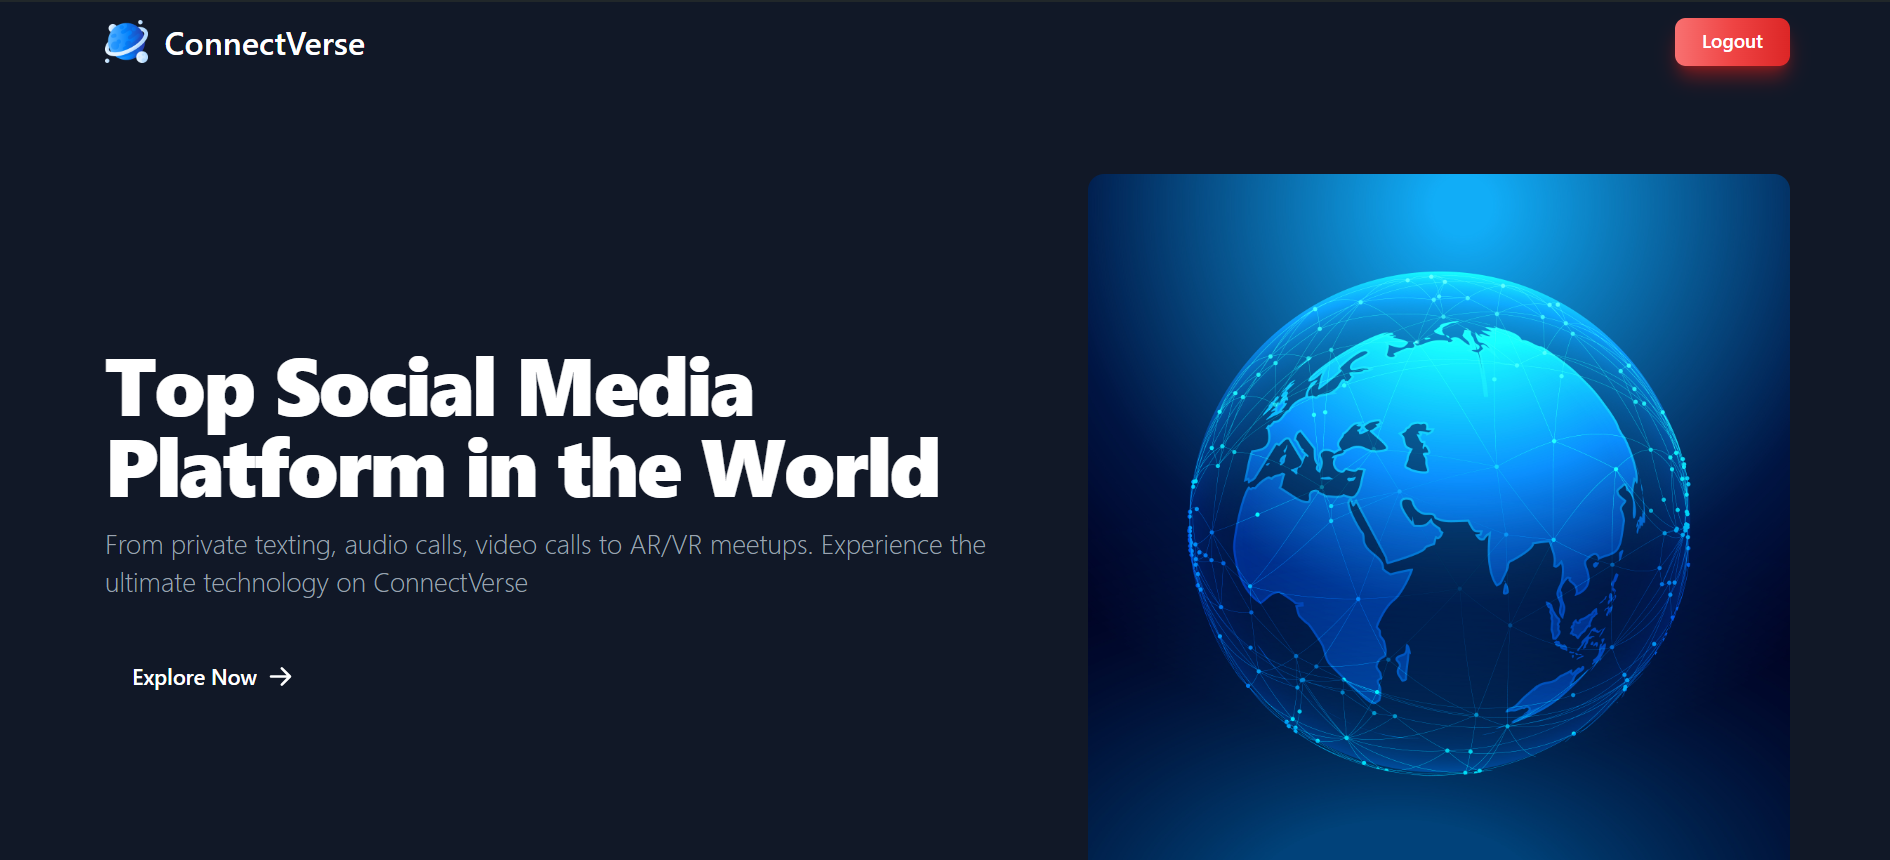 ConnectVerse
Logout
Top Social Media
Platform in the World
From private texting, audio calls, video calls to AR/VR meetups. Experience the
ultimate technology on ConnectVerse
Explore Now